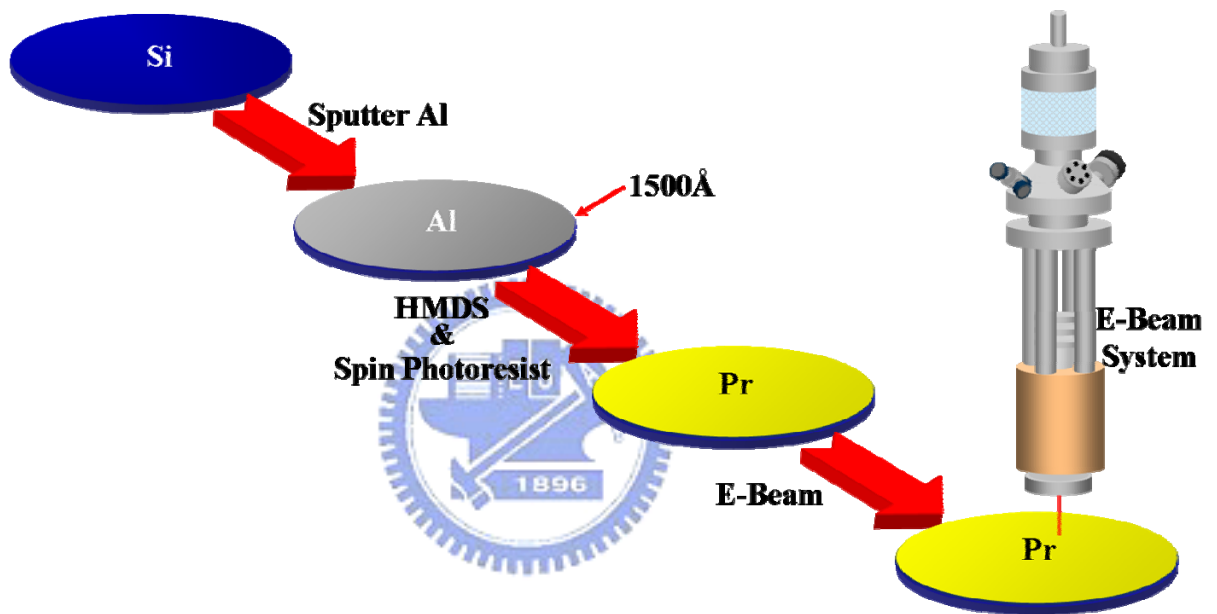 Si
Sputter Al
1500Å
Al
HMDS
&
Spin Photoresist
E-Beam
System
Pr
1896
E-Beam
Pr